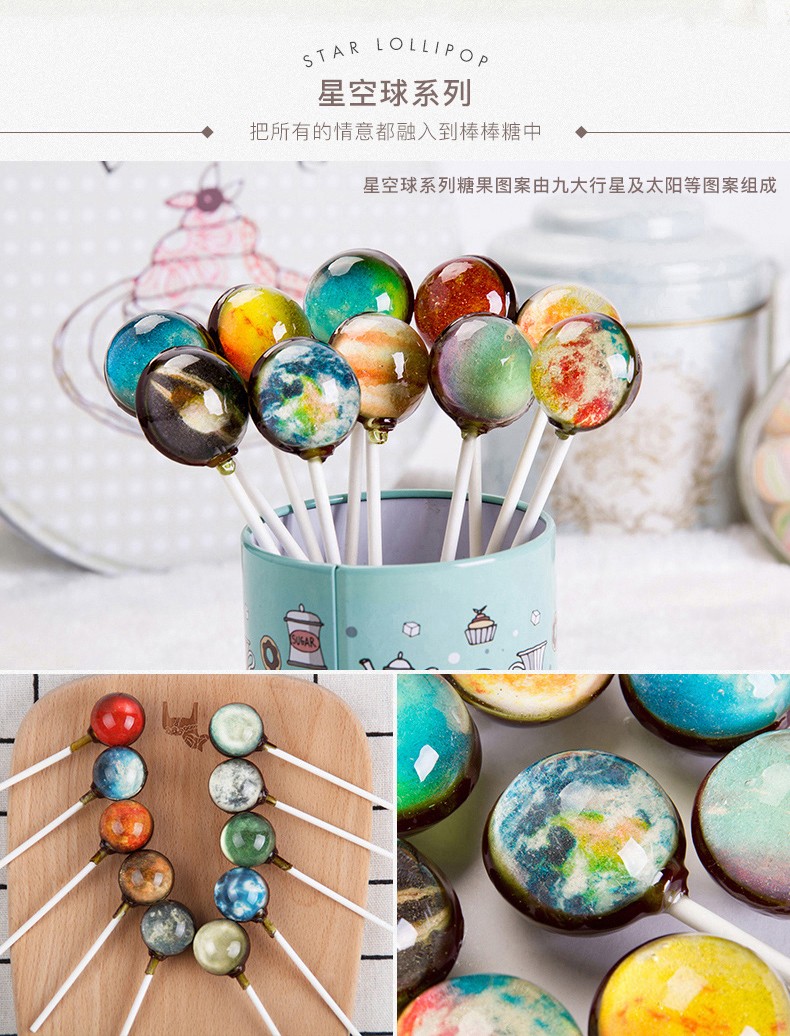 STAR LOLLIPOP
星空球系列
把所有的情意都融入到棒棒糖中
星空球系列糖果图案由九大行星及太阳等图案组成
SUGAR